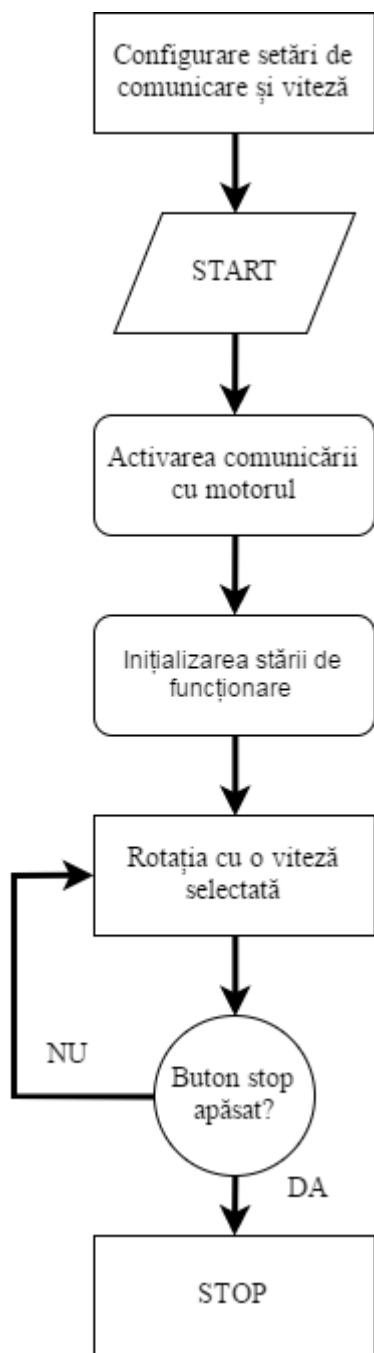 Configurare setări de
comunicare și viteză
START
Activarea comunicării
cu motorul
Inițializarea stării de
funcționare
Rotația cu o viteză
selectată
NU
Buton stop
apăsat?
DA
STOP